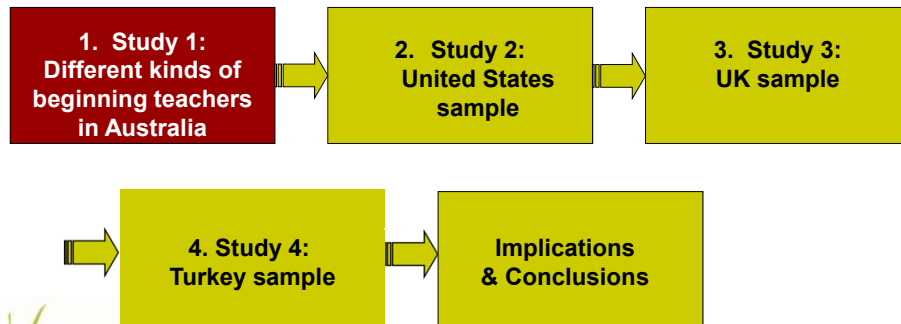 1. Study 1:
Different kinds of
beginning teachers
in Australia
2. Study 2:
United States
sample
3. Study 3:
UK sample
4. Study 4:
Turkey sample
Implications
& Conclusions